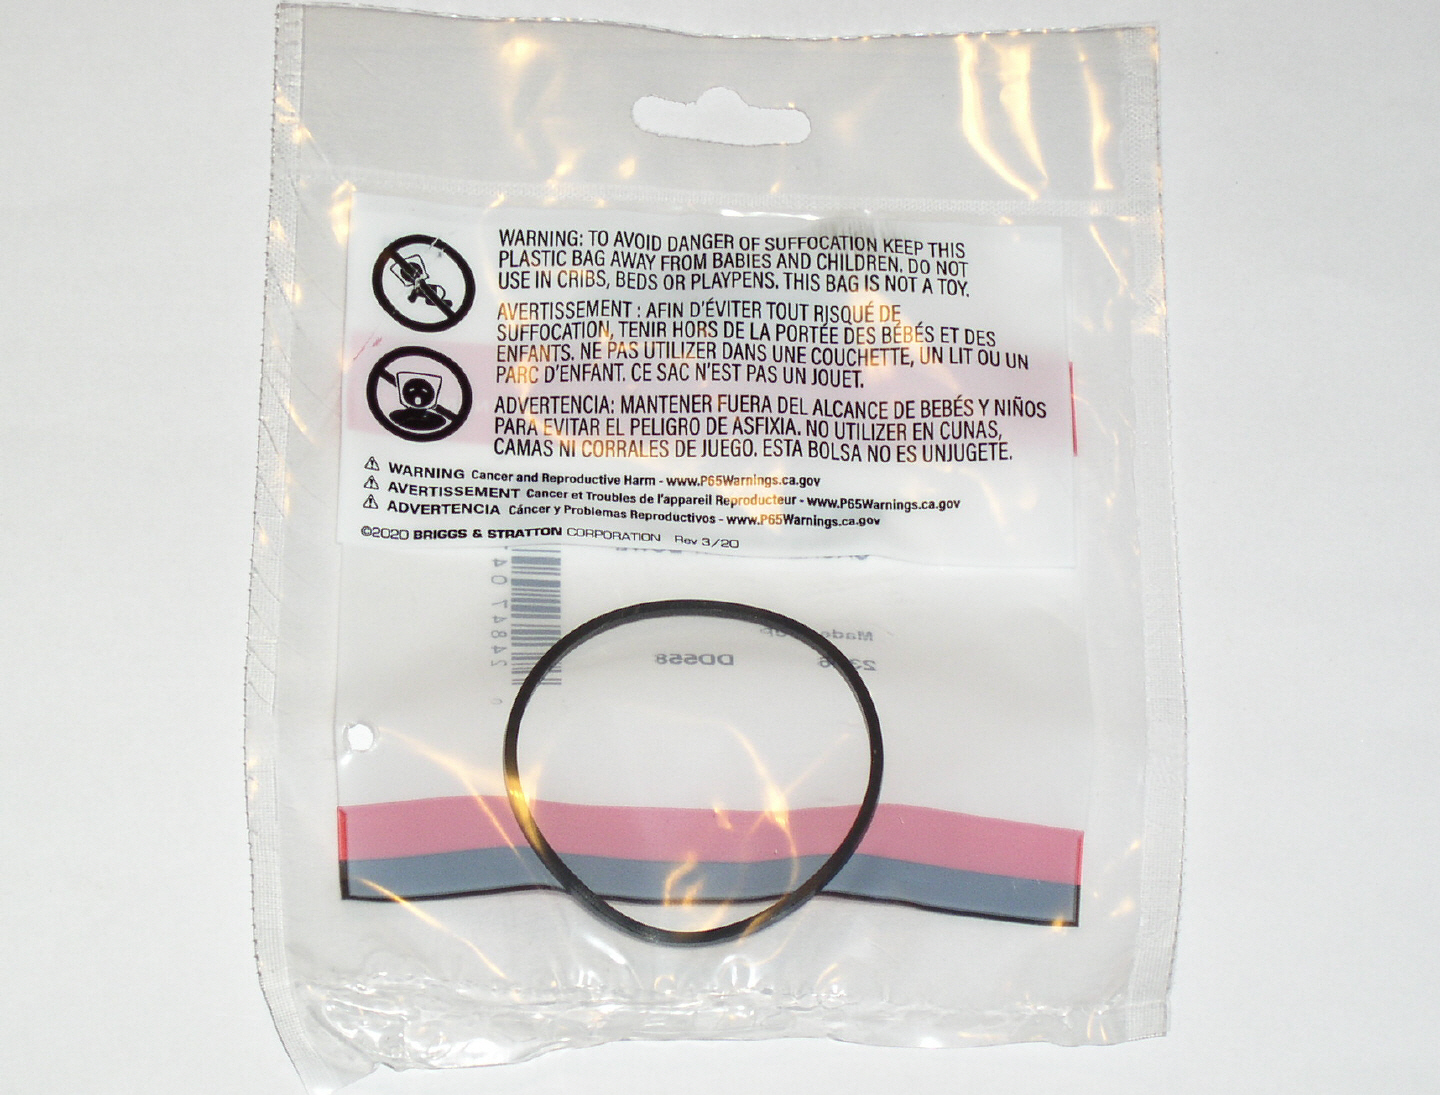 WARNING: TO AVOID DANGER OF SUFFOCATION KEEP THIS
PLASTIC BAG AWAY FROM BABIES AND CHILDREN. DO NOT
USE IN CRIBS, BEDS OR PLAYPENS. THIS BAG IS NOT A TOY.
AVERTISSEMENT : AFIN D'ÉVITER TOUT RISQUÉ DE
SUFFOCATION, TENIR HORS DE LA PORTÉE DES BÉBÉS ET DES
ENFANTS. NE PAS UTILIZER DANS UNE COUCHETTE, UN LIT OU UN
PARC D'ENFANT. CE SAC N'EST PAS UN JOUET.
ADVERTENCIA: MANTENER FUERA DEL ALCANCE DE BEBÉS Y NIÑOS
PARA EVITAR EL PELIGRO DE ASFIXIA. NO UTILIZER EN CUNAS,
CAMAS NI CORRALES DE JUEGO. ESTA BOLSA NO ES UNJUGETE.
⚠ WARNING Cancer and Reproductive Harm - www.P65Warnings.ca.gov
⚠ AVERTISSEMENT Cancer et Troubles de l'appareil Reproducteur - www.P65Warnings.ca.gov
⚠ ADVERTENCIA Cáncer y Problemas Reproductivos - www.P65Warnings.ca.gov
©2020 BRIGGS & STRATTON CORPORATION Rev 3/20
Made
DD558
0 24847 04